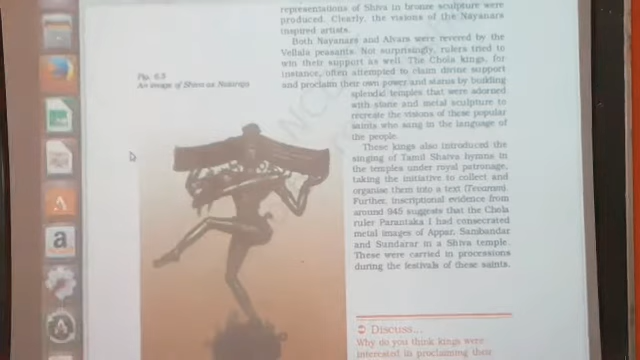 representations of Shiva in bronze sculpture were
produced. Clearly, the visions of the Nayanars
inspired artists.
Both Nayanars and Alvars were revered by the
Vellala peasants. Not surprisingly, rulers tried to
win their support as well. The Chola kings, for
instance, often attempted to claim divine support
and proclaim their own power and status by building
splendid temples that were adorned
with stone and metal sculpture to
recreate the visions of these popular
saints who sang in the language of
the people.
These kings also introduced the
singing of Tamil Shaiva hymns in
the temples under royal patronage,
taking the initiative to collect and
organise them into a text (Tevaram).
Further, inscriptional evidence from
around 945 suggests that the Chola
ruler Parantaka I had consecrated
metal images of Appar, Sambandar
and Sundarar in a Shiva temple.
These were carried in processions
during the festivals of these saints.
Fig. 6.5
An image of Shiva as Nataraja
Discuss...
Why do you think kings were
interested in proclaiming their
a